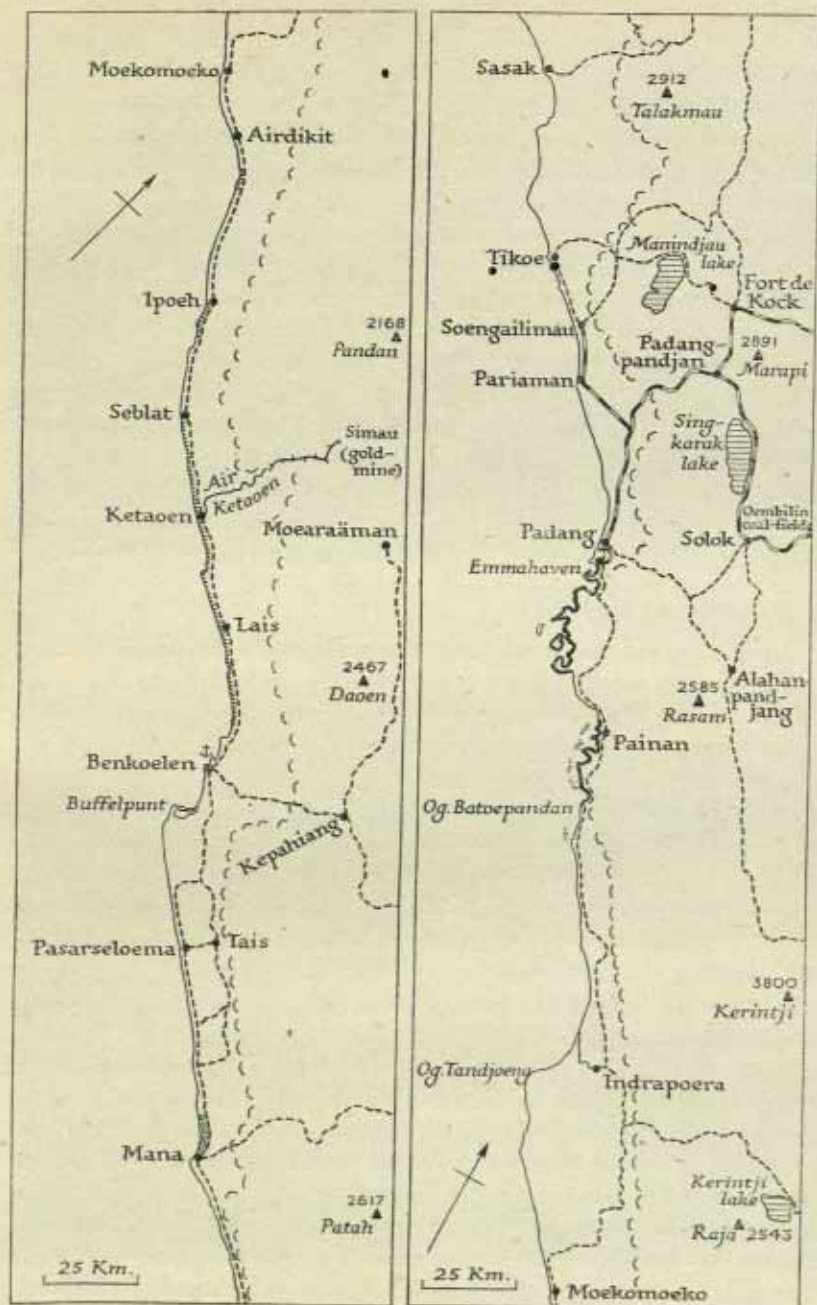 Moekomoeko
Airdikit
Ipoeh
2168
Pandan
Seblat
Simau
(gold-
mine)
Air
Ketaoen
Ketaoen
Moearaäman
Lais
2467
Daoen
Benkoelen
Buffelpunt
Kepahiang
Pasarseloema
Tais
Mana
2617
Patah
25 Km.
Sasak
2912
Talakmau
Manindjau
lake
Tikoe
Fort de
Kock
Soengailimau
Padang-
pandjan
2891
Marapi
Pariaman
Sing-
karak
lake
Oembilin
coal-fields
Padang
Solok
Emmahaven
Alahan-
pand-
jang
2585
Rasam
Painan
Og. Batoepandan
3800
Kerintji
Og. Tandjoeng
Indrapoera
Kerintji
lake
Raja 2543
25 Km.
Moekomoeko